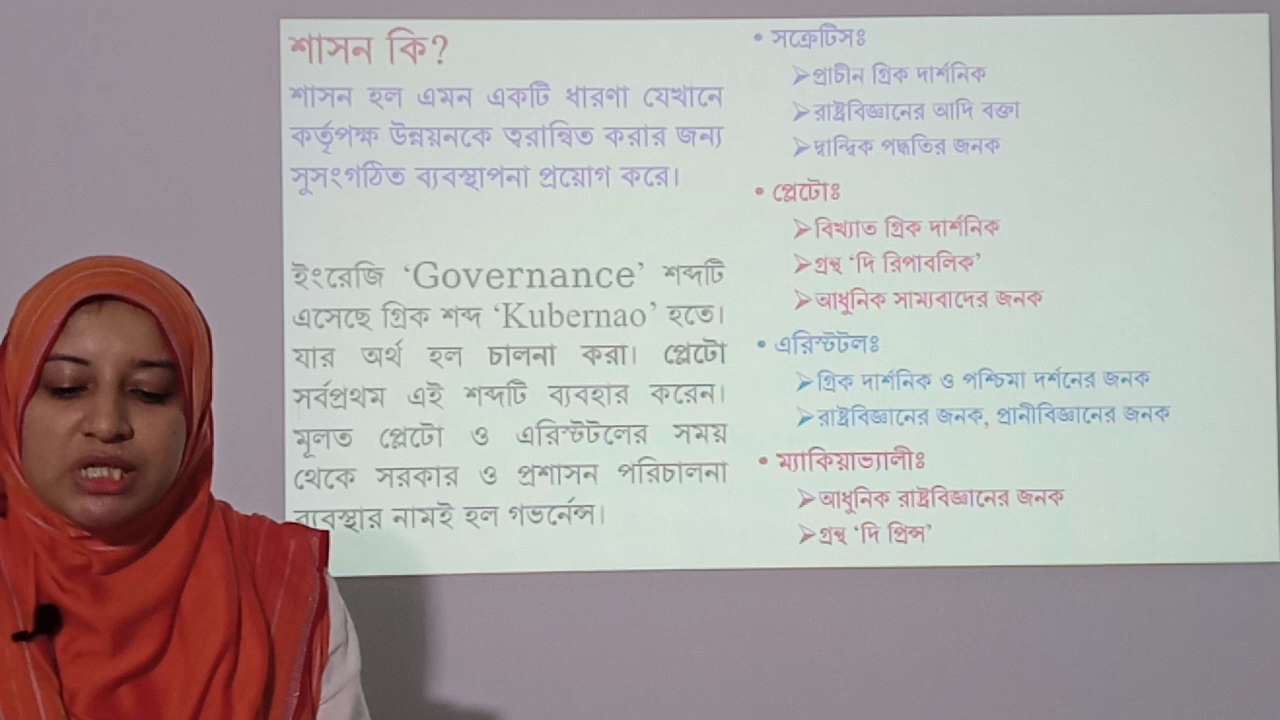 শাসন কি?
শাসন হল এমন একটি ধারণা যেখানে
কর্তৃপক্ষ উন্নয়নকে ত্বরান্বিত করার জন্য
সুসংগঠিত ব্যবস্থাপনা প্রয়োগ করে।
ইংরেজি ‘Governance’ শব্দটি
এসেছে গ্রিক শব্দ ‘Kubernao’ হতে।
যার অর্থ হল চালনা করা। প্লেটো
সর্বপ্রথম এই শব্দটি ব্যবহার করেন।
মূলত প্লেটো ও এরিস্টটলের সময়
থেকে সরকার ও প্রশাসন পরিচালনা
ব্যবস্থার নামই হল গভর্নেন্স।
• সক্রেটিসঃ
➢প্রাচীন গ্রিক দার্শনিক
➢রাষ্ট্রবিজ্ঞানের আদি বক্তা
➢দ্বান্দ্বিক পদ্ধতির জনক
• প্লেটোঃ
➢বিখ্যাত গ্রিক দার্শনিক
➢গ্রন্থ ‘দি রিপাবলিক’
➢আধুনিক সাম্যবাদের জনক
• এরিস্টটলঃ
➢গ্রিক দার্শনিক ও পশ্চিমা দর্শনের জনক
➢রাষ্ট্রবিজ্ঞানের জনক, প্রানীবিজ্ঞানের জনক
• ম্যাকিয়াভ্যালীঃ
➢আধুনিক রাষ্ট্রবিজ্ঞানের জনক
➢গ্রন্থ ‘দি প্রিন্স’